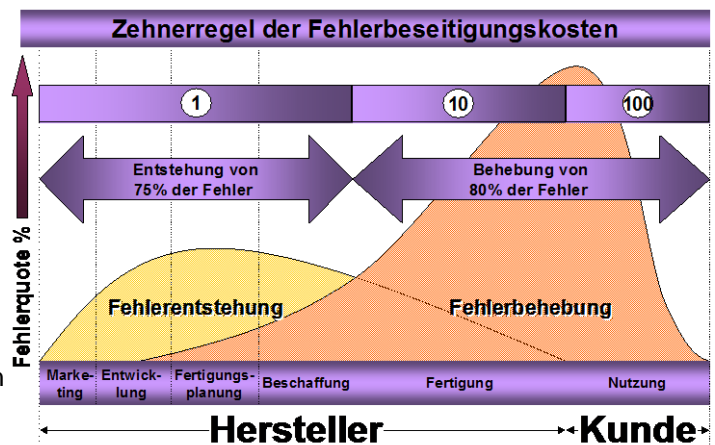 Zehnerregel der Fehlerbeseitigungskosten
1 10 100
Entstehung von
75% der Fehler
Behebung von
80% der Fehler
Fehlerquote %
Fehlerentstehung Fehlerbehebung
Marke-
ting
Entwick-
lung
Fertigungs-
planung
Beschaffung
Fertigung
Nutzung
n
Hersteller Kunde